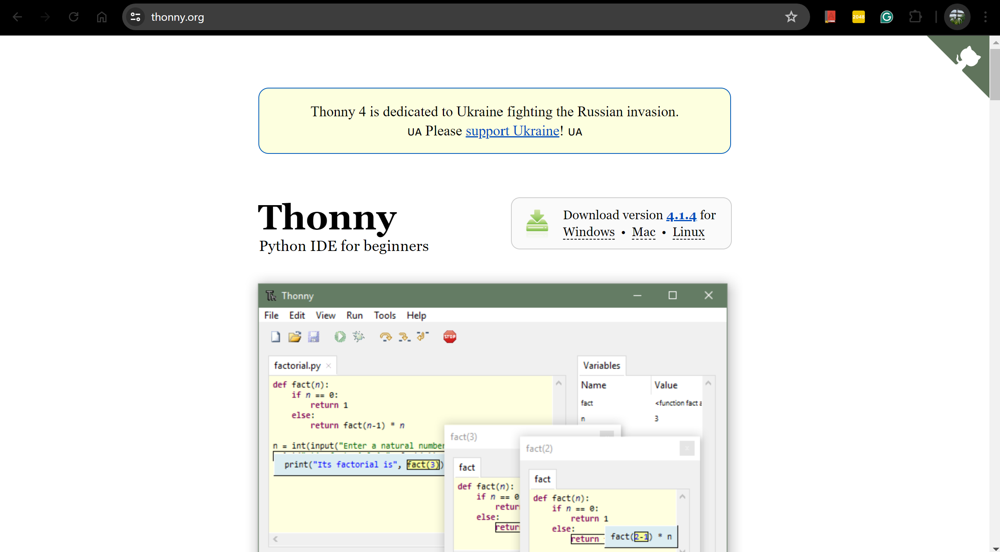 thonny.org
2048
Thonny 4 is dedicated to Ukraine fighting the Russian invasion.
UA Please support Ukraine! UA
Thonny
Python IDE for beginners
Download version 4.1.4 for
Windows • Mac • Linux
Thonny
File Edit View Run Tools Help
STOP
factorial.py
def fact(n):
if n == 0:
return 1
else:
return fact(n-1) * n
n = int(input("Enter a natural number
print("Its factorial is", fact(3))
Variables
Name Value
fact <function fact a
n 3
fact(3)
fact
def fact(n):
if n == 0
retur
else:
retur
fact(2)
fact
def fact(n):
if n == 0:
return 1
else:
return
fact(2-1) * n